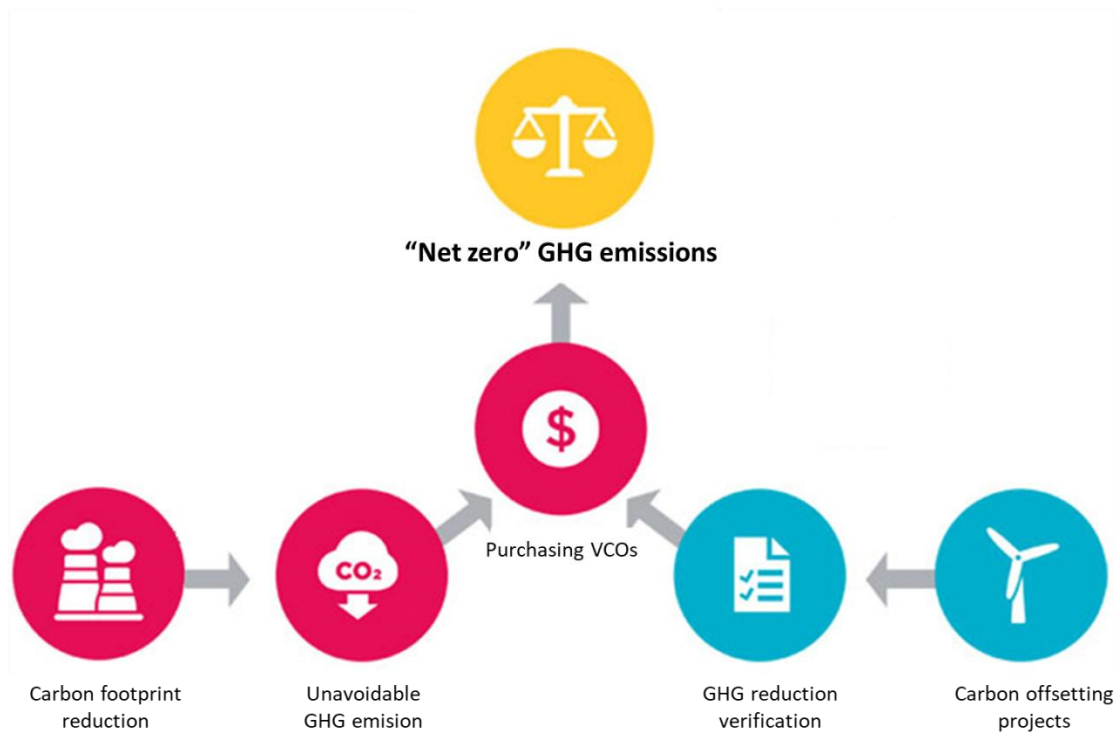 “Net zero” GHG emissions
$
CO₂
Purchasing VCOs
Carbon footprint
reduction
Unavoidable
GHG emision
GHG reduction
verification
Carbon offsetting
projects